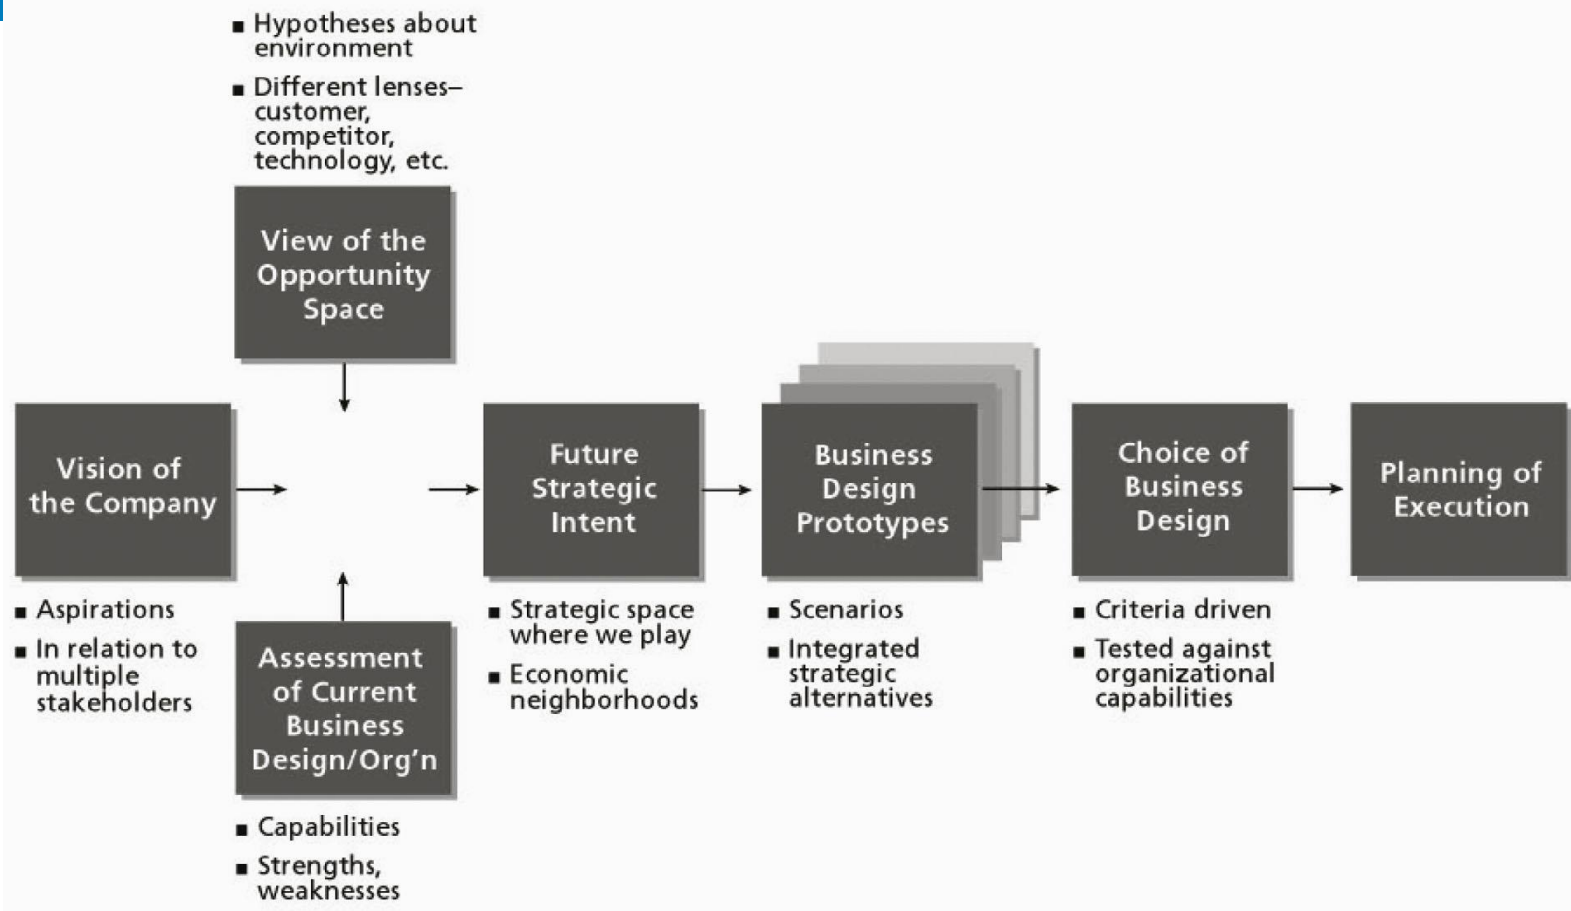 ■ Hypotheses about
environment
■ Different lenses–
customer,
competitor,
technology, etc.
View of the
Opportunity
Space
Vision of
the Company
■ Aspirations
■ In relation to
multiple
stakeholders
Assessment
of Current
Business
Design/Org’n
■ Capabilities
■ Strengths,
weaknesses
Future
Strategic
Intent
■ Strategic space
where we play
■ Economic
neighborhoods
Business
Design
Prototypes
■ Scenarios
■ Integrated
strategic
alternatives
Choice of
Business
Design
■ Criteria driven
■ Tested against
organizational
capabilities
Planning of
Execution